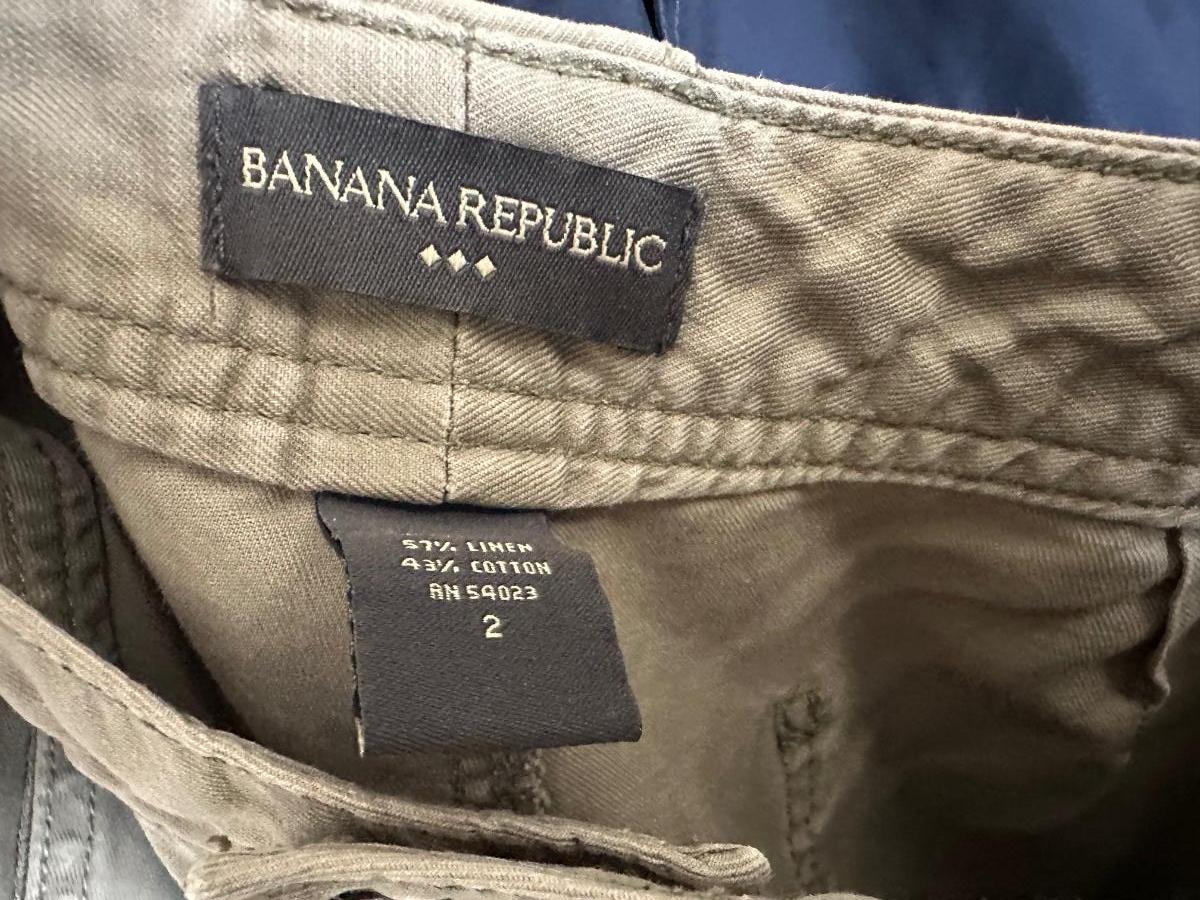 BANANA REPUBLIC
57% LINEN
43% COTTON
RN 54023
2